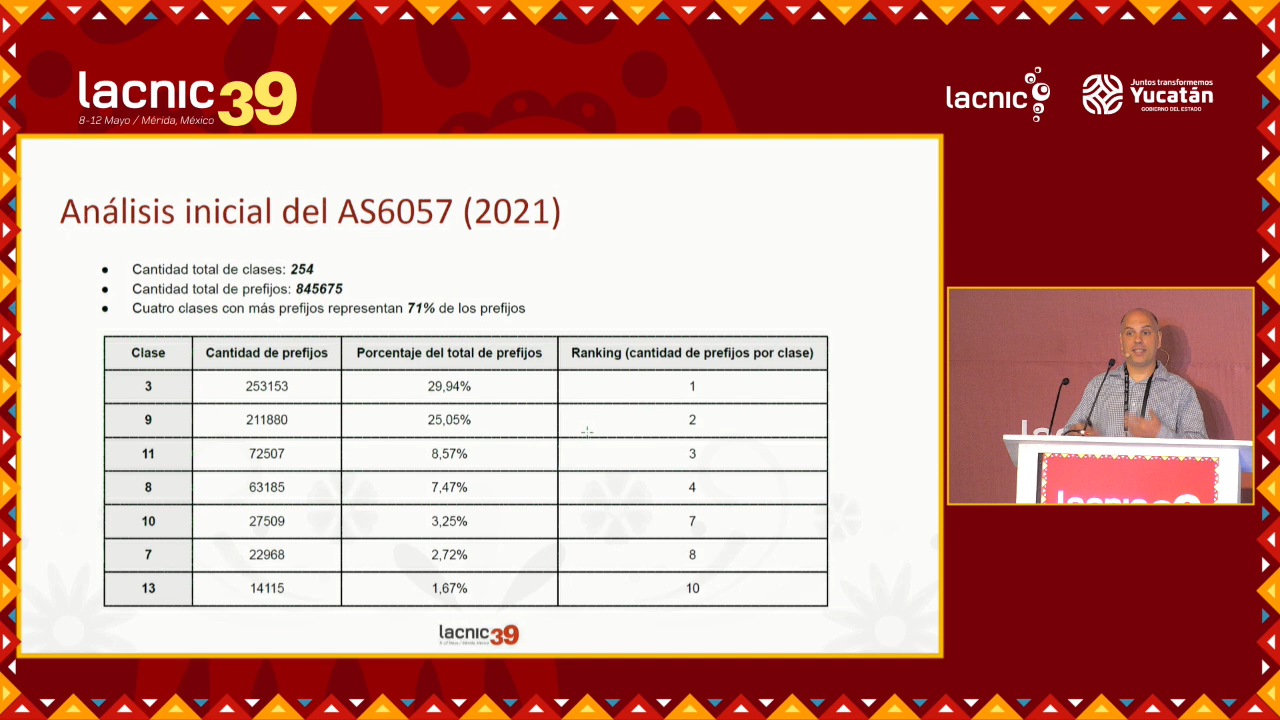 lacnic 39
8-12 Mayo / Mérida, México
lacnic
Juntos transformemos
Yucatán
GOBIERNO DEL ESTADO
Análisis inicial del AS6057 (2021)
● Cantidad total de clases: 254
● Cantidad total de prefijos: 845675
● Cuatro clases con más prefijos representan 71% de los prefijos
Clase Cantidad de prefijos Porcentaje del total de prefijos Ranking (cantidad de prefijos por clase)
3 253153 29,94% 1
9 211880 25,05% 2
11 72507 8,57% 3
8 63185 7,47% 4
10 27509 3,25% 7
7 22968 2,72% 8
13 14115 1,67% 10
lacnic 39